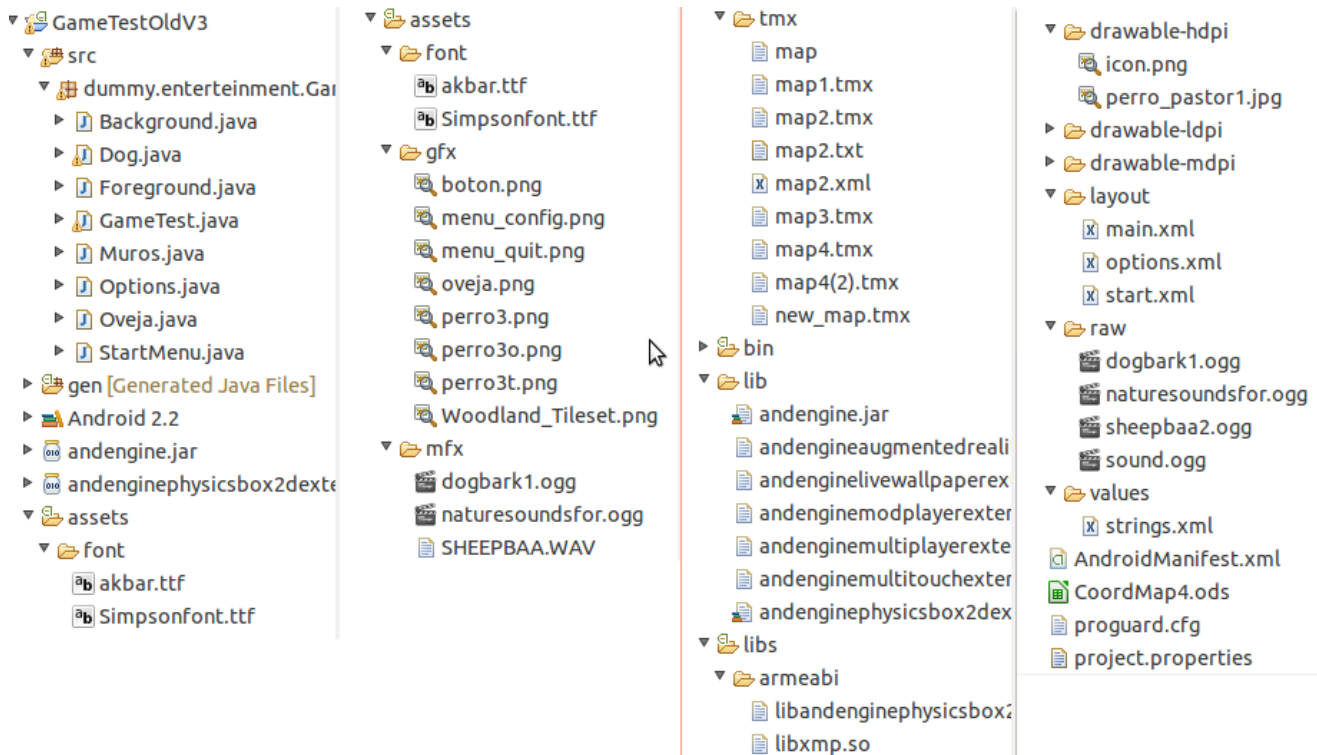 GameTestOldV3
src
dummy.enterteinment.Gar
Background.java
Dog.java
Foreground.java
GameTest.java
Muros.java
Options.java
Oveja.java
StartMenu.java
gen [Generated Java Files]
Android 2.2
andengine.jar
andenginephysicsbox2dexte
assets
font
akbar.ttf
Simpsonfont.ttf
assets
font
akbar.ttf
Simpsonfont.ttf
gfx
boton.png
menu_config.png
menu_quit.png
oveja.png
perro3.png
perro3o.png
perro3t.png
Woodland_Tileset.png
mfx
dogbark1.ogg
naturesoundsfor.ogg
SHEEPBAA.WAV
tmx
map
map1.tmx
map2.tmx
map2.txt
map2.xml
map3.tmx
map4.tmx
map4(2).tmx
new_map.tmx
bin
lib
andengine.jar
andengineaugmentedreali
andenginelivewallpaperex
andenginemodplayerexter
andenginemultiplayerexte
andenginemultitouchexter
andenginephysicsbox2dex
libs
armeabi
libandenginephysicsbox2
libxmp.so
drawable-hdpi
icon.png
perro_pastor1.jpg
drawable-ldpi
drawable-mdpi
layout
main.xml
options.xml
start.xml
raw
dogbark1.ogg
naturesoundsfor.ogg
sheepbaa2.ogg
sound.ogg
values
strings.xml
AndroidManifest.xml
CoordMap4.ods
proguard.cfg
project.properties